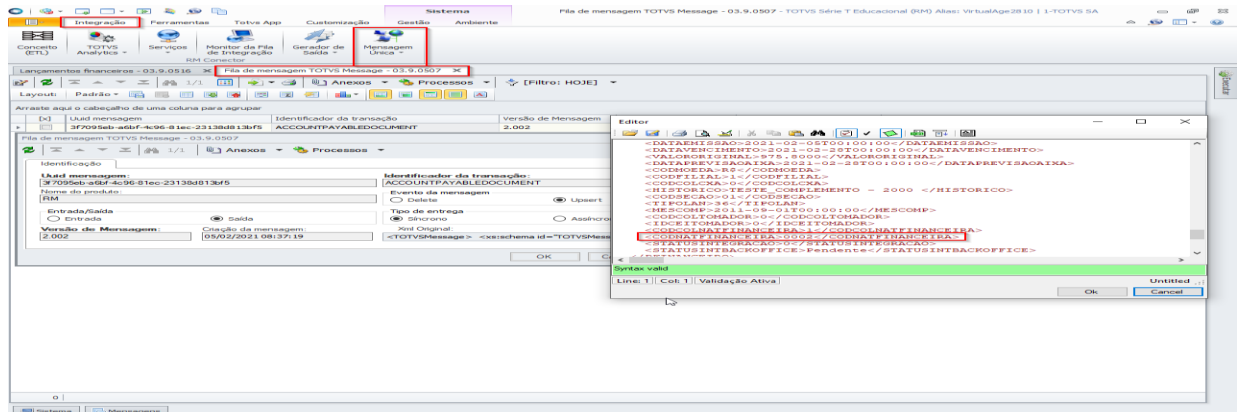 Sistema
Fila de mensagem TOTVS Message - 03.9.0507 - TOTVS Série T Educacional (RM) Alias: VirtualAge2810 | 1-TOTVS SA
Integração Ferramentas Totvs App Customização Gestão Ambiente
Conceito (ETL)
TOTVS Analytics
Serviços
Monitor da Fila de Integração
Gerador de Saída
Mensagem Única
RM Conector
Lançamentos financeiros - 03.9.0516
Fila de mensagem TOTVS Message - 03.9.0507
1/1 Anexos Processos [Filtro: HOJE]
Layout: Padrão
Arraste aqui o cabeçalho de uma coluna para agrupar
[x] Uuid mensagem Identificador da transação Versão de Mensagem
3f7095eb-a6bf-4c96-81ec-23138d813bf5 ACCOUNTPAYABLEDOCUMENT 2.002
Fila de mensagem TOTVS Message - 03.9.0507
1/1 Anexos Processos
Identificação
Uuid mensagem: Identificador da transação:
3f7095eb-a6bf-4c96-81ec-23138d813bf5 ACCOUNTPAYABLEDOCUMENT
Nome do produto: Evento da mensagem
RM Delete Upsert
Entrada/Saída Tipo de entrega
Entrada Saída Síncrono Assíncro
Versão de Mensagem: Criação da mensagem: Xml Original:
2.002 05/02/2021 08:37:19 <TOTVSMessage> <xs:schema id="TOTVSMess
OK C
Editor
<DATAEMISSAO>2021-02-05T00:00:00</DATAEMISSAO>
<DATAVENCIMENTO>2021-02-28T00:00:00</DATAVENCIMENTO>
<VALORORIGINAL>975.8000</VALORORIGINAL>
<DATAPREVISAOAIXA>2021-02-28T00:00:00</DATAPREVISAOAIXA>
<CODMOEDA>R$</CODMOEDA>
<CODFILIAL>1</CODFILIAL>
<CODCOLCXA>0</CODCOLCXA>
<HISTORICO>TESTE_COMPLEMENTO - 2000 </HISTORICO>
<CODSECAO>01</CODSECAO>
<TIPOLAN>36</TIPOLAN>
<MESCOMP>2011-09-01T00:00:00</MESCOMP>
<CODCOLTOMADOR>0</CODCOLTOMADOR>
<IDCEITOMADOR>0</IDCEITOMADOR>
<CODCOLNATFINANCEIRA>1</CODCOLNATFINANCEIRA>
<CODNATFINANCEIRA>0002</CODNATFINANCEIRA>
<STATUSINTEGRACAO>0</STATUSINTEGRACAO>
<STATUSINTBACKOFFICE>Pendente</STATUSINTBACKOFFICE>
Syntax valid
Line: 1 Col: 1 Validação Ativa Untitled
Ok Cancel
0
Sistema Mensagens